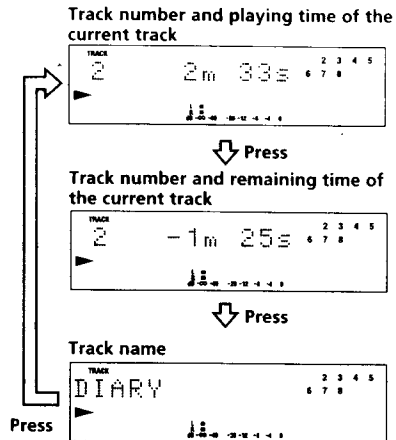 Track number and playing time of the
current track
TRACK
2 2m 33s
2 3 4 5
6 7 8
Press
Track number and remaining time of
the current track
TRACK
2 -1m 25s
2 3 4 5
6 7 8
Press
Track name
TRACK
DIARY
2 3 4 5
6 7 8
Press